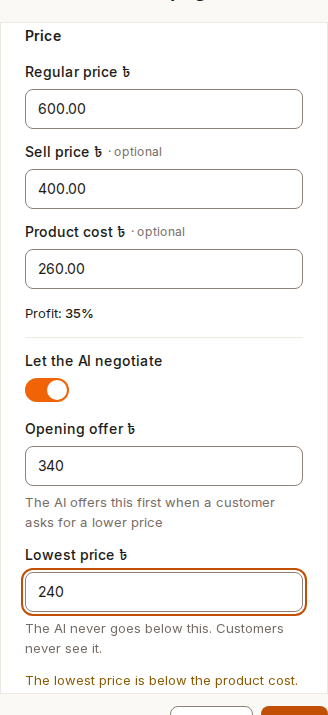 Price
Regular price ৳
600.00
Sell price ৳ · optional
400.00
Product cost ৳ · optional
260.00
Profit: 35%
Let the AI negotiate
Opening offer ৳
340
The AI offers this first when a customer
asks for a lower price
Lowest price ৳
240
The AI never goes below this. Customers
never see it.
The lowest price is below the product cost.